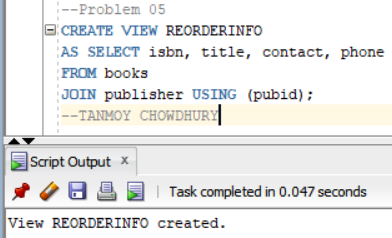 --Problem 05
CREATE VIEW REORDERINFO
AS SELECT isbn, title, contact, phone
FROM books
JOIN publisher USING (pubid);
--TANMOY CHOWDHURY
Script Output x
Task completed in 0.047 seconds
View REORDERINFO created.